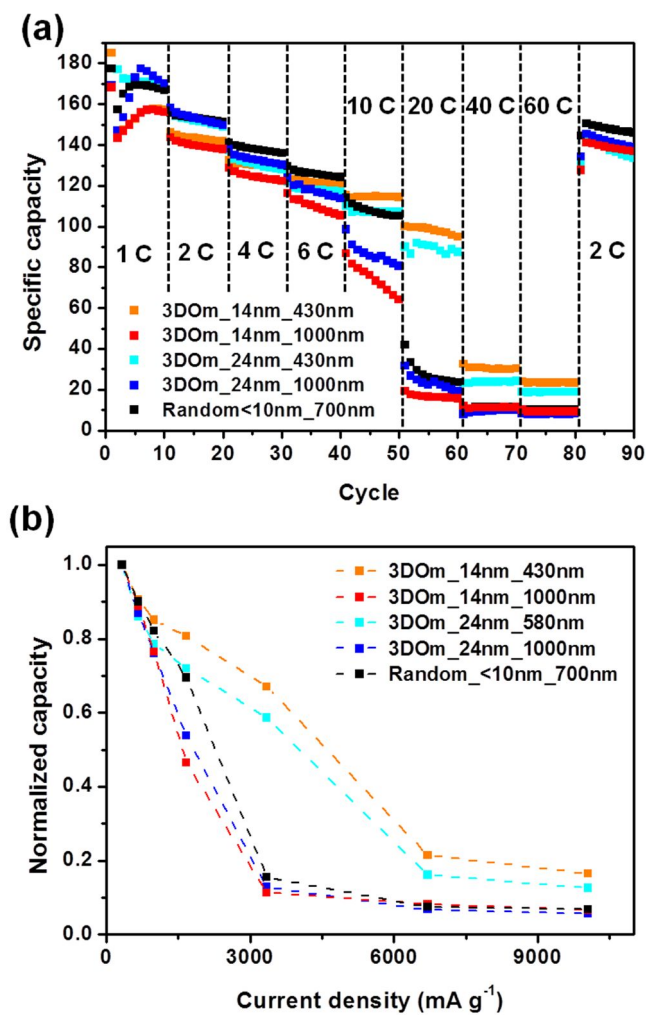 (a)
Specific capacity
190
180
160
140
120
100
80
60
40
20
0
10 C 20 C 40 C 60 C
1 C 2 C 4 C 6 C 2 C
3DOm_14nm_430nm
3DOm_14nm_1000nm
3DOm_24nm_430nm
3DOm_24nm_1000nm
Random<10nm_700nm
0 10 20 30 40 50 60 70 80 90
Cycle
(b)
Normalized capacity
1.0
0.8
0.6
0.4
0.2
0.0
3DOm_14nm_430nm
3DOm_14nm_1000nm
3DOm_24nm_580nm
3DOm_24nm_1000nm
Random_<10nm_700nm
0 3000 6000 9000
Current density (mA g⁻¹)